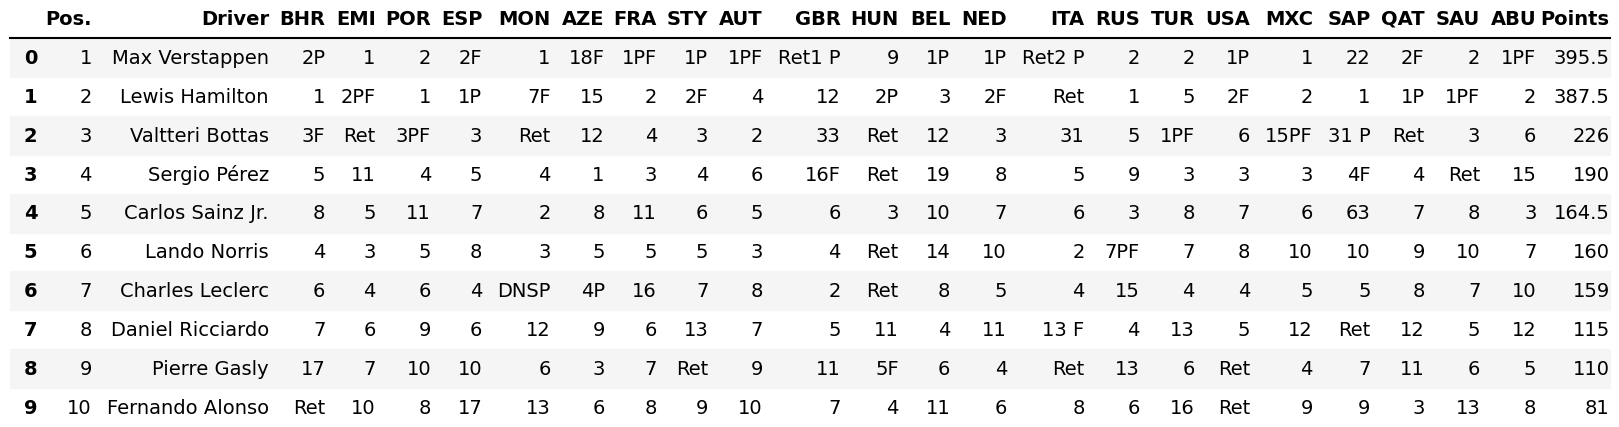 Pos. Driver BHR EMI POR ESP MON AZE FRA STY AUT GBR HUN BEL NED ITA RUS TUR USA MXC SAP QAT SAU ABU Points
0 1 Max Verstappen 2P 1 2 2F 1 18F 1PF 1P 1PF Ret1 P 9 1P 1P Ret2 P 2 2 1P 1 22 2F 2 1PF 395.5
1 2 Lewis Hamilton 1 2PF 1 1P 7F 15 2 2F 4 12 2P 3 2F Ret 1 5 2F 2 1 1P 1PF 2 387.5
2 3 Valtteri Bottas 3F Ret 3PF 3 Ret 12 4 3 2 33 Ret 12 3 31 5 1PF 6 15PF 31 P Ret 3 6 226
3 4 Sergio Pérez 5 11 4 5 4 1 3 4 6 16F Ret 19 8 5 9 3 3 3 4F 4 Ret 15 190
4 5 Carlos Sainz Jr. 8 5 11 7 2 8 11 6 5 6 3 10 7 6 3 8 7 6 63 7 8 3 164.5
5 6 Lando Norris 4 3 5 8 3 5 5 5 3 4 Ret 14 10 2 7PF 7 8 10 10 9 10 7 160
6 7 Charles Leclerc 6 4 6 4 DNSP 4P 16 7 8 2 Ret 8 5 4 15 4 4 5 5 8 7 10 159
7 8 Daniel Ricciardo 7 6 9 6 12 9 6 13 7 5 11 4 11 13 F 4 13 5 12 Ret 12 5 12 115
8 9 Pierre Gasly 17 7 10 10 6 3 7 Ret 9 11 5F 6 4 Ret 13 6 Ret 4 7 11 6 5 110
9 10 Fernando Alonso Ret 10 8 17 13 6 8 9 10 7 4 11 6 8 6 16 Ret 9 9 3 13 8 81